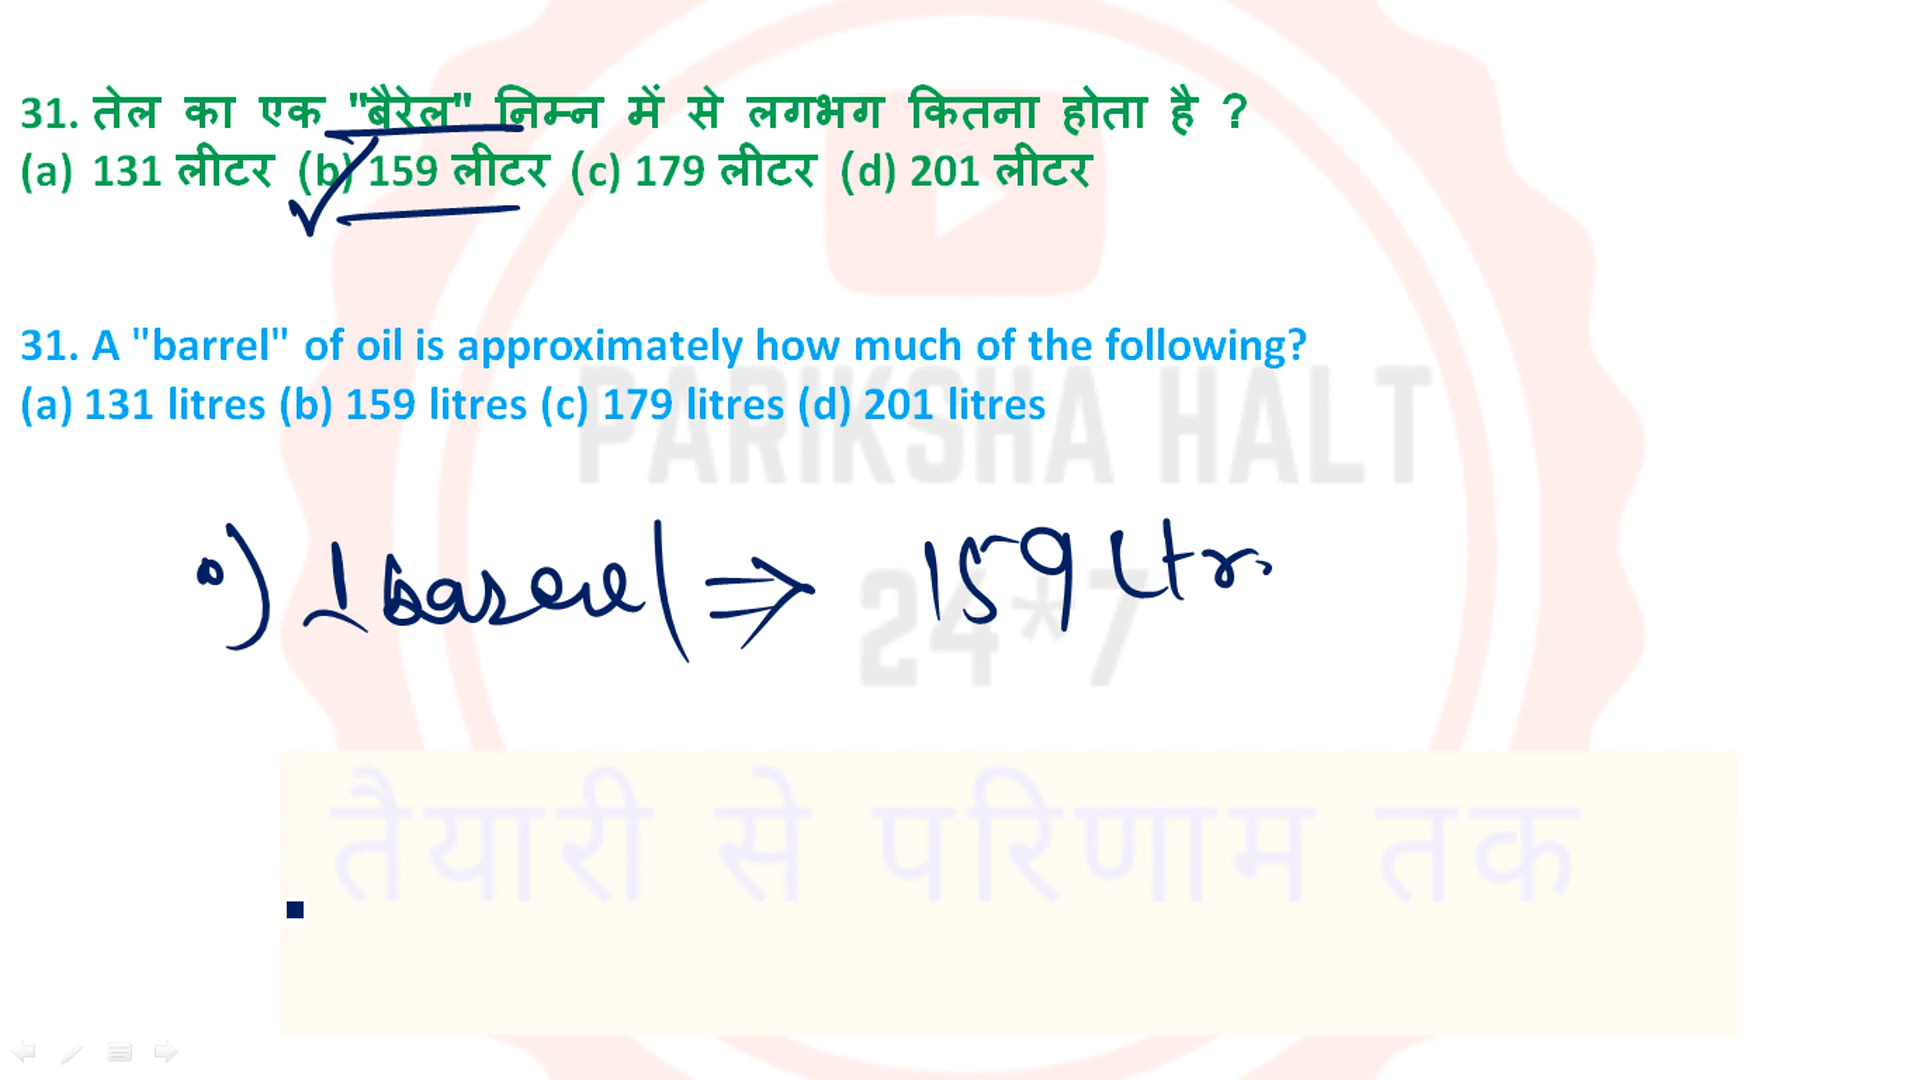 31. तेल का एक "बैरेल" निम्न में से लगभग कितना होता है ?
(a) 131 लीटर (b) 159 लीटर (c) 179 लीटर (d) 201 लीटर
31. A "barrel" of oil is approximately how much of the following?
(a) 131 litres (b) 159 litres (c) 179 litres (d) 201 litres
PARIKSHA HALT
1 barrel ⇒ 159 Ltr.
24*7
तैयारी से परिणाम तक